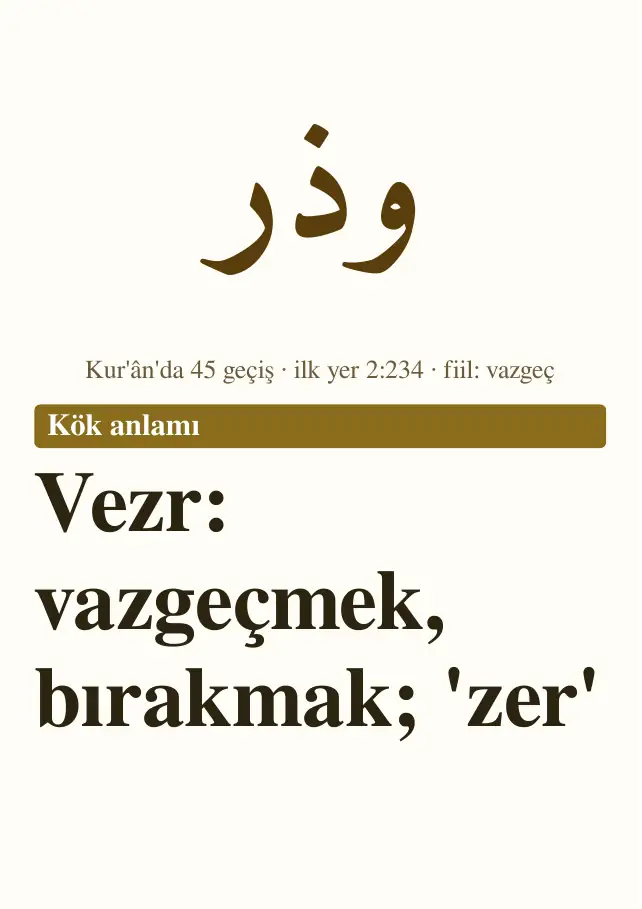 وذر
Kur'ân'da 45 geçiş · ilk yer 2:234 · fiil: vazgeç
Kök anlamı
Vezr:
vazgeçmek,
bırakmak; 'zer'